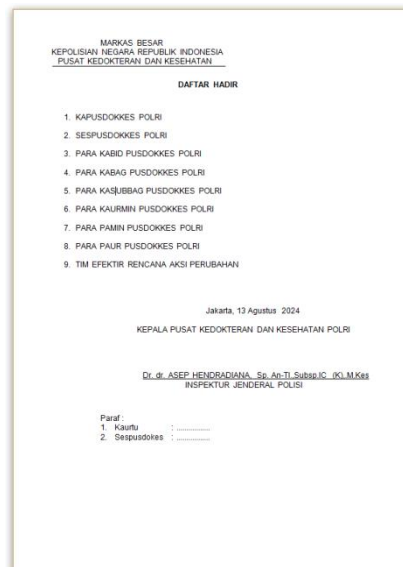 MARKAS BESAR
KEPOLISIAN NEGARA REPUBLIK INDONESIA
PUSAT KEDOKTERAN DAN KESEHATAN
DAFTAR HADIR
1. KAPUSDOKKES POLRI
2. SESPUSDOKKES POLRI
3. PARA KABID PUSDOKKES POLRI
4. PARA KABAG PUSDOKKES POLRI
5. PARA KASUBBAG PUSDOKKES POLRI
6. PARA KAURMIN PUSDOKKES POLRI
7. PARA PAMIN PUSDOKKES POLRI
8. PARA PAUR PUSDOKKES POLRI
9. TIM EFEKTIR RENCANA AKSI PERUBAHAN
Jakarta, 13 Agustus 2024
KEPALA PUSAT KEDOKTERAN DAN KESEHATAN POLRI
Dr. dr. ASEP HENDRADIANA, Sp. An-TI.,Subsp.IC (K).,M.Kes
INSPEKTUR JENDERAL POLISI
Paraf :
1. Kaurtu : ...............
2. Sespusdokes : ...............